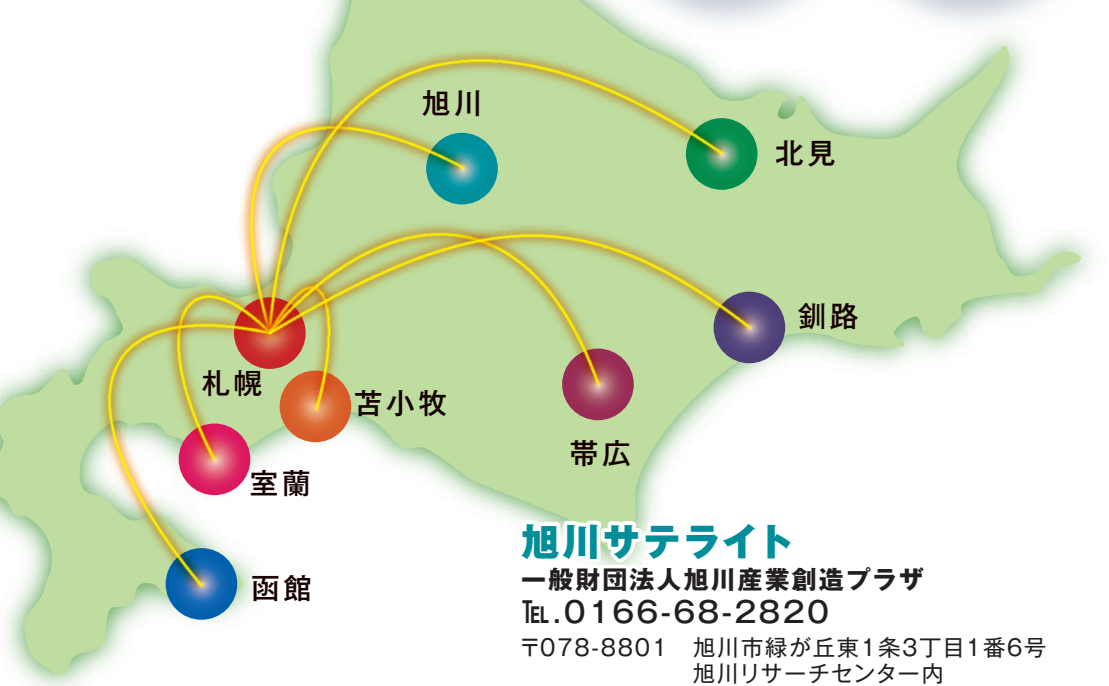 旭川
北見
釧路
札幌
苫小牧
帯広
室蘭
函館
旭川サテライト
一般財団法人旭川産業創造プラザ
℡.0166-68-2820
〒078-8801　旭川市緑が丘東1条3丁目1番6号
旭川リサーチセンター内